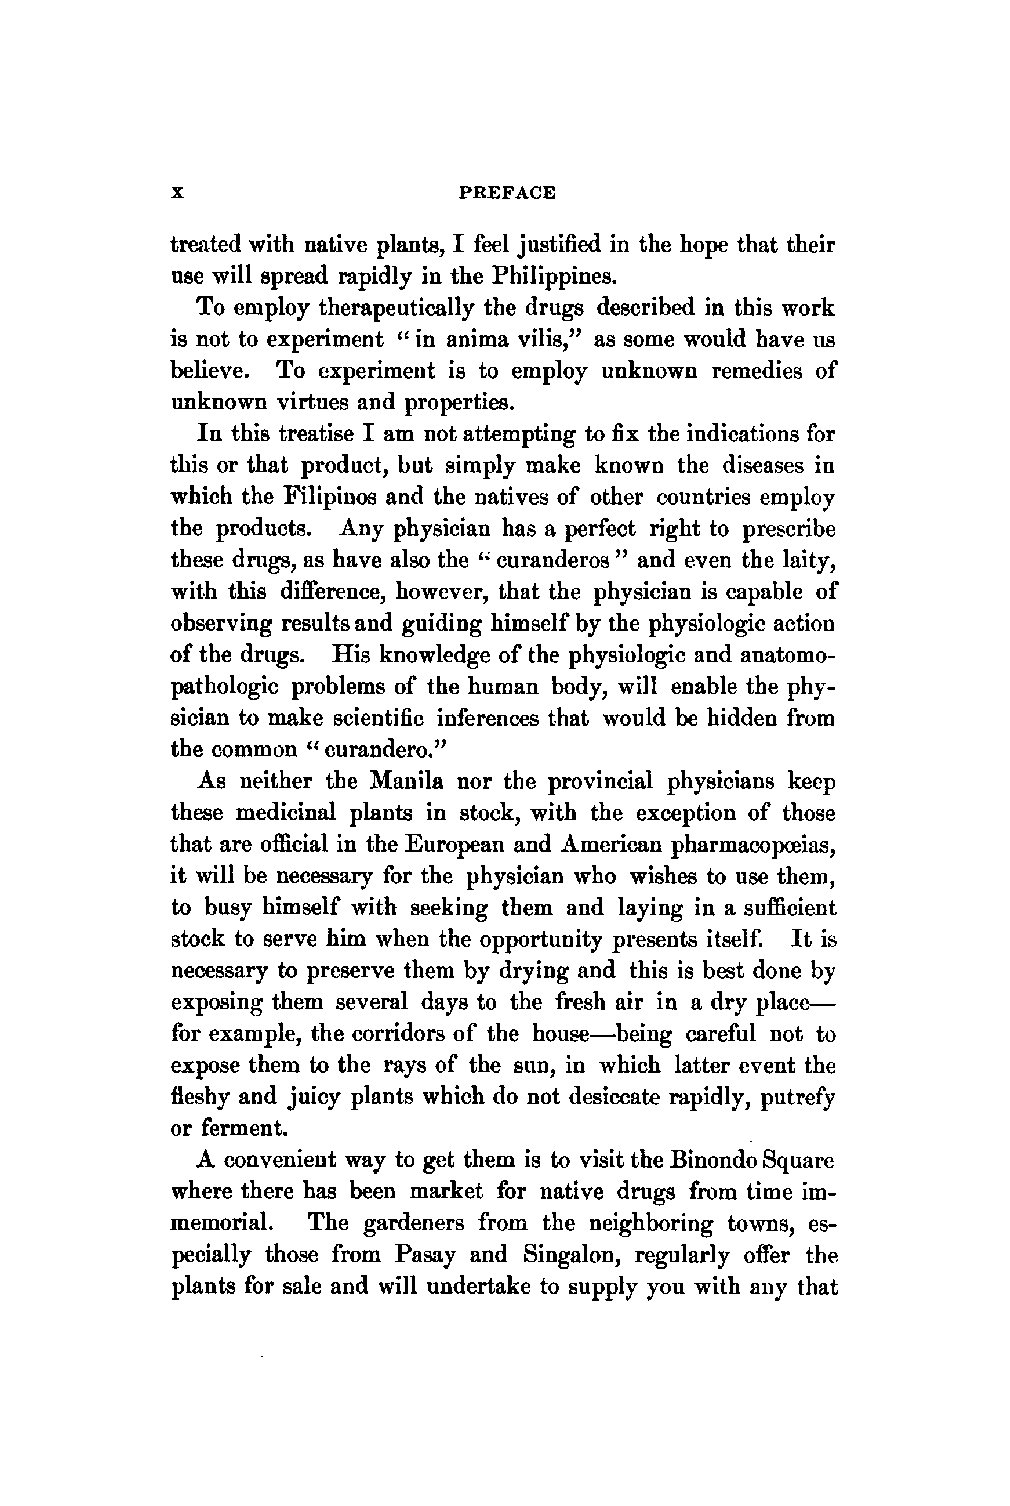 x PREFACE
treated with native plants, I feel justified in the hope that their
use will spread rapidly in the Philippines.
To employ therapeutically the drugs described in this work
is not to experiment “ in anima vilis,” as some would have us
believe. To experiment is to employ unknown remedies of
unknown virtues and properties.
In this treatise I am not attempting to fix the indications for
this or that product, but simply make known the diseases in
which the Filipinos and the natives of other countries employ
the products. Any physician has a perfect right to prescribe
these drugs, as have also the “ curanderos ” and even the laity,
with this difference, however, that the physician is capable of
observing results and guiding himself by the physiologic action
of the drugs. His knowledge of the physiologic and anatomo-
pathologic problems of the human body, will enable the phy-
sician to make scientific inferences that would be hidden from
the common “ curandero.”
As neither the Manila nor the provincial physicians keep
these medicinal plants in stock, with the exception of those
that are official in the European and American pharmacopœias,
it will be necessary for the physician who wishes to use them,
to busy himself with seeking them and laying in a sufficient
stock to serve him when the opportunity presents itself. It is
necessary to preserve them by drying and this is best done by
exposing them several days to the fresh air in a dry place—
for example, the corridors of the house—being careful not to
expose them to the rays of the sun, in which latter event the
fleshy and juicy plants which do not desiccate rapidly, putrefy
or ferment.
A convenient way to get them is to visit the Binondo Square
where there has been market for native drugs from time im-
memorial. The gardeners from the neighboring towns, es-
pecially those from Pasay and Singalon, regularly offer the
plants for sale and will undertake to supply you with any that